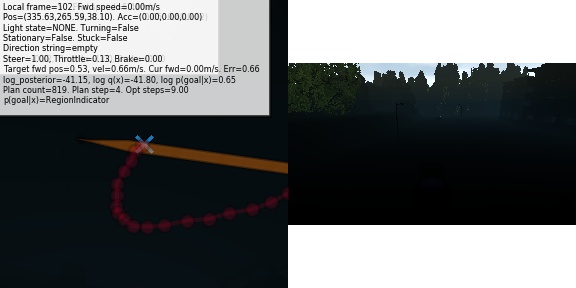 Local frame=102. Fwd speed=0.00m/s
Pos=(335.63,265.59,38.10). Acc=(0.00,0.00,0.00)
Light state=NONE. Turning=False
Stationary=False. Stuck=False
Direction string=empty
Steer=1.00, Throttle=0.13, Brake=0.00
Target fwd pos=0.53, vel=0.66m/s. Cur fwd=0.00m/s. Err=0.66
log_posterior=-41.15, log q(x)=-41.80, log p(goal|x)=0.65
Plan count=819. Plan step=4. Opt steps=9.00
p(goal|x)=RegionIndicator